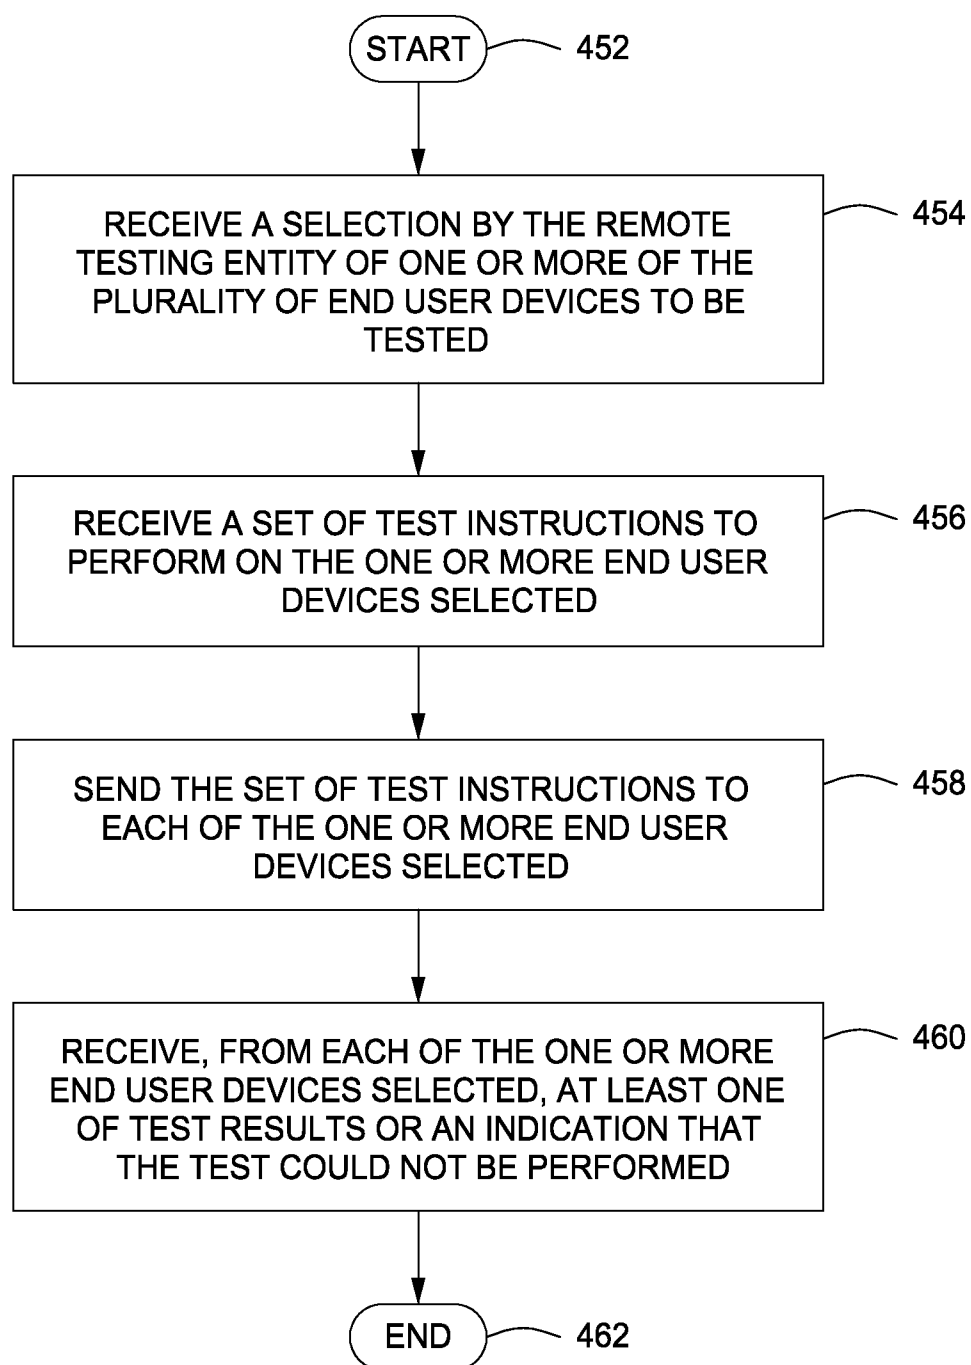 START
452
RECEIVE A SELECTION BY THE REMOTE
TESTING ENTITY OF ONE OR MORE OF THE
PLURALITY OF END USER DEVICES TO BE
TESTED
454
RECEIVE A SET OF TEST INSTRUCTIONS TO
PERFORM ON THE ONE OR MORE END USER
DEVICES SELECTED
456
SEND THE SET OF TEST INSTRUCTIONS TO
EACH OF THE ONE OR MORE END USER
DEVICES SELECTED
458
RECEIVE, FROM EACH OF THE ONE OR MORE
END USER DEVICES SELECTED, AT LEAST ONE
OF TEST RESULTS OR AN INDICATION THAT
THE TEST COULD NOT BE PERFORMED
460
END
462